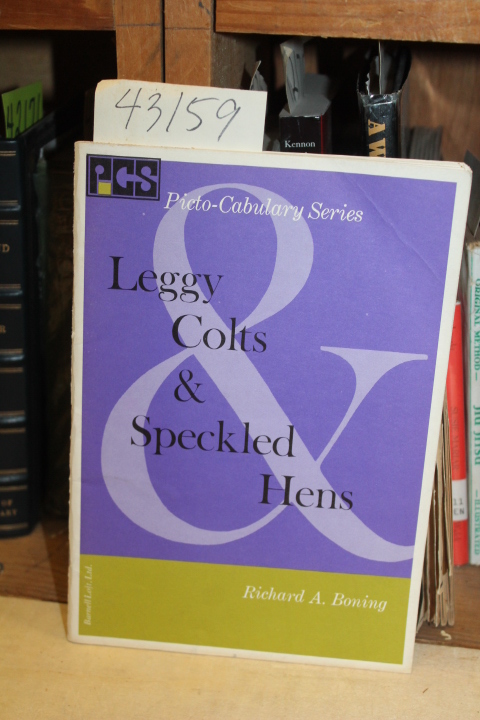 43159
PCS
Picto-Cabulary Series
&
Leggy
Colts
&
Speckled
Hens
Richard A. Boning
Barnell Loft, Ltd.
Kennon